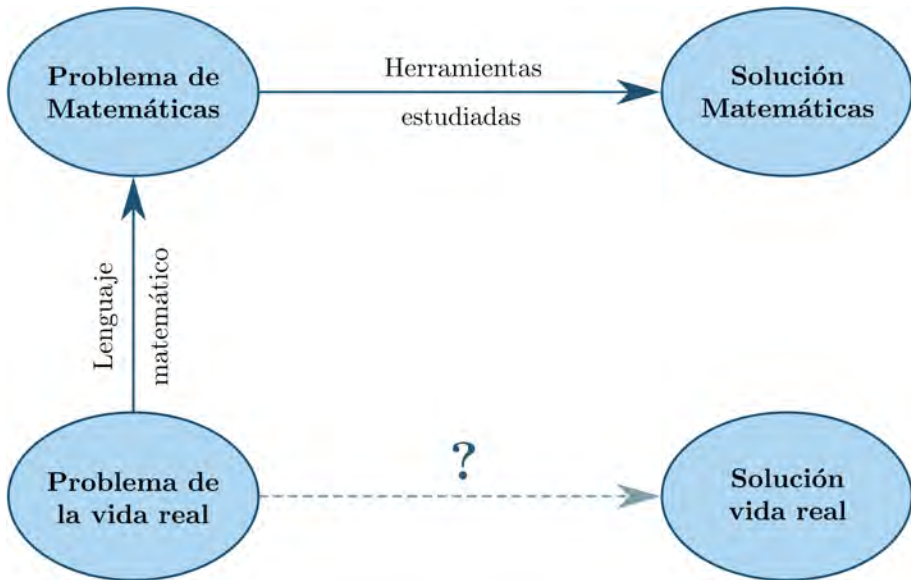 Problema de
Matemáticas
Herramientas
estudiadas
Solución
Matemáticas
Lenguaje
matemático
Problema de
la vida real
?
Solución
vida real